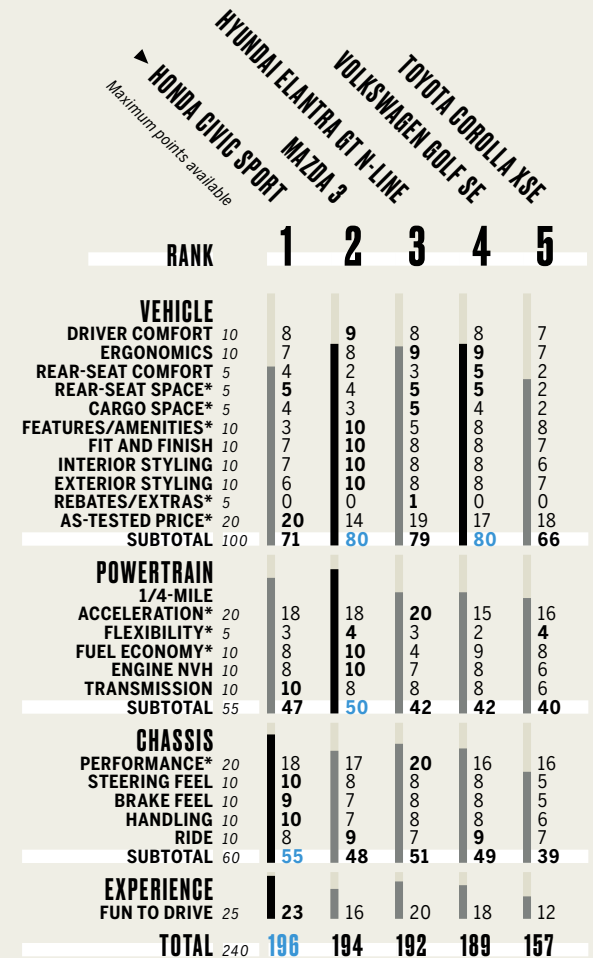 ▶ HONDA CIVIC SPORT
MAZDA 3
HYUNDAI ELANTRA GT N-LINE
VOLKSWAGEN GOLF SE
TOYOTA COROLLA XSE
Maximum points available
RANK 1 2 3 4 5
VEHICLE
DRIVER COMFORT 10 8 9 8 8 7
ERGONOMICS 10 7 8 9 9 7
REAR-SEAT COMFORT 5 4 2 3 5 2
REAR-SEAT SPACE* 5 5 4 5 5 2
CARGO SPACE* 5 4 3 5 4 2
FEATURES/AMENITIES* 10 3 10 5 8 8
FIT AND FINISH 10 7 10 8 8 7
INTERIOR STYLING 10 7 10 8 8 6
EXTERIOR STYLING 10 6 10 8 8 7
REBATES/EXTRAS* 5 0 0 1 0 0
AS-TESTED PRICE* 20 20 14 19 17 18
SUBTOTAL 100 71 80 79 80 66
POWERTRAIN
1/4-MILE
ACCELERATION* 20 18 18 20 15 16
FLEXIBILITY* 5 3 4 3 2 4
FUEL ECONOMY* 10 8 10 4 9 8
ENGINE NVH 10 8 10 7 8 6
TRANSMISSION 10 10 8 8 8 6
SUBTOTAL 55 47 50 42 42 40
CHASSIS
PERFORMANCE* 20 18 17 20 16 16
STEERING FEEL 10 10 8 8 8 5
BRAKE FEEL 10 9 7 8 8 5
HANDLING 10 10 7 8 8 6
RIDE 10 8 9 7 9 7
SUBTOTAL 60 55 48 51 49 39
EXPERIENCE
FUN TO DRIVE 25 23 16 20 18 12
TOTAL 240 196 194 192 189 157